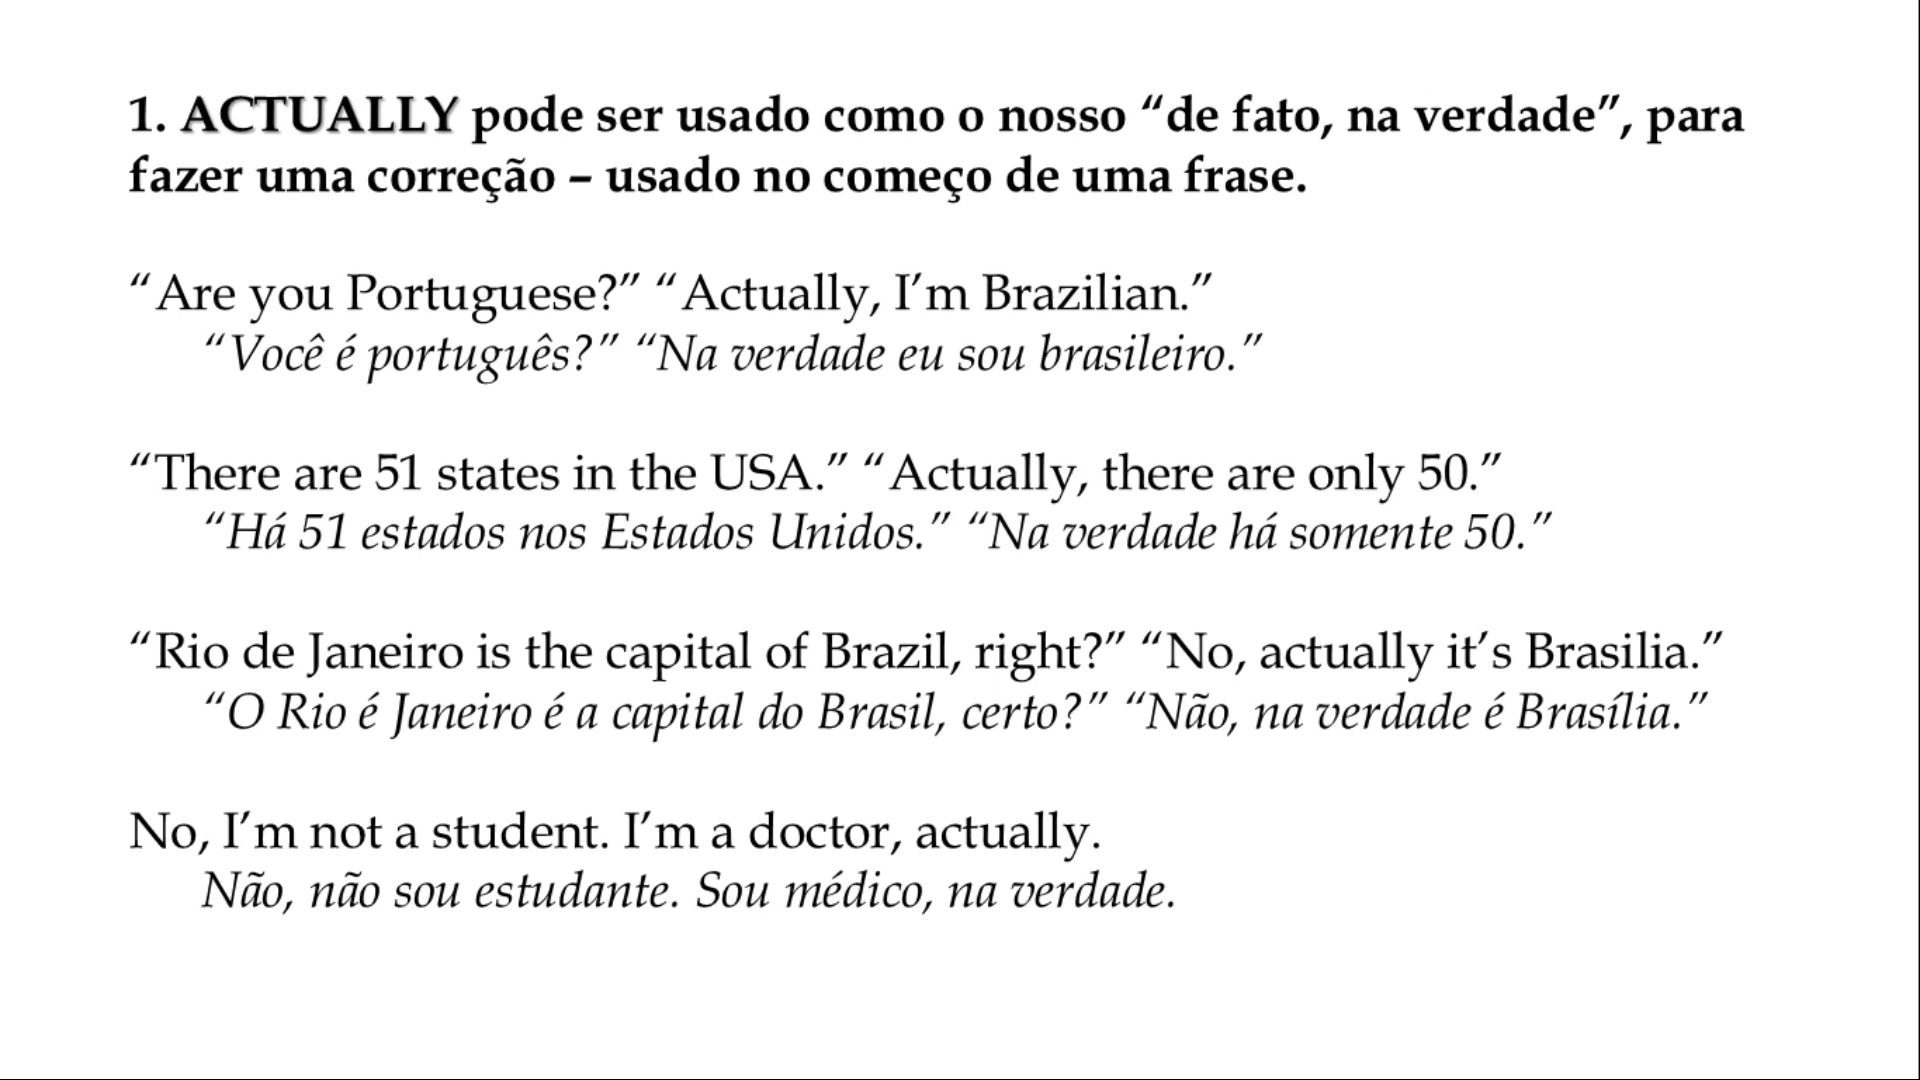 1. ACTUALLY pode ser usado como o nosso “de fato, na verdade”, para
fazer uma correção – usado no começo de uma frase.
“Are you Portuguese?” “Actually, I’m Brazilian.”
“Você é português?” “Na verdade eu sou brasileiro.”
“There are 51 states in the USA.” “Actually, there are only 50.”
“Há 51 estados nos Estados Unidos.” “Na verdade há somente 50.”
“Rio de Janeiro is the capital of Brazil, right?” “No, actually it’s Brasilia.”
“O Rio é Janeiro é a capital do Brasil, certo?” “Não, na verdade é Brasília.”
No, I’m not a student. I’m a doctor, actually.
Não, não sou estudante. Sou médico, na verdade.